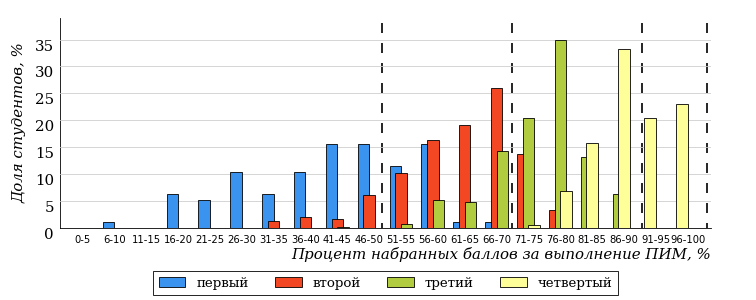 Доля студентов, %
35
30
25
20
15
10
5
0
0-5 6-10 11-15 16-20 21-25 26-30 31-35 36-40 41-45 46-50 51-55 56-60 61-65 66-70 71-75 76-80 81-85 86-90 91-95 96-100
Процент набранных баллов за выполнение ПИМ, %
первый второй третий четвертый